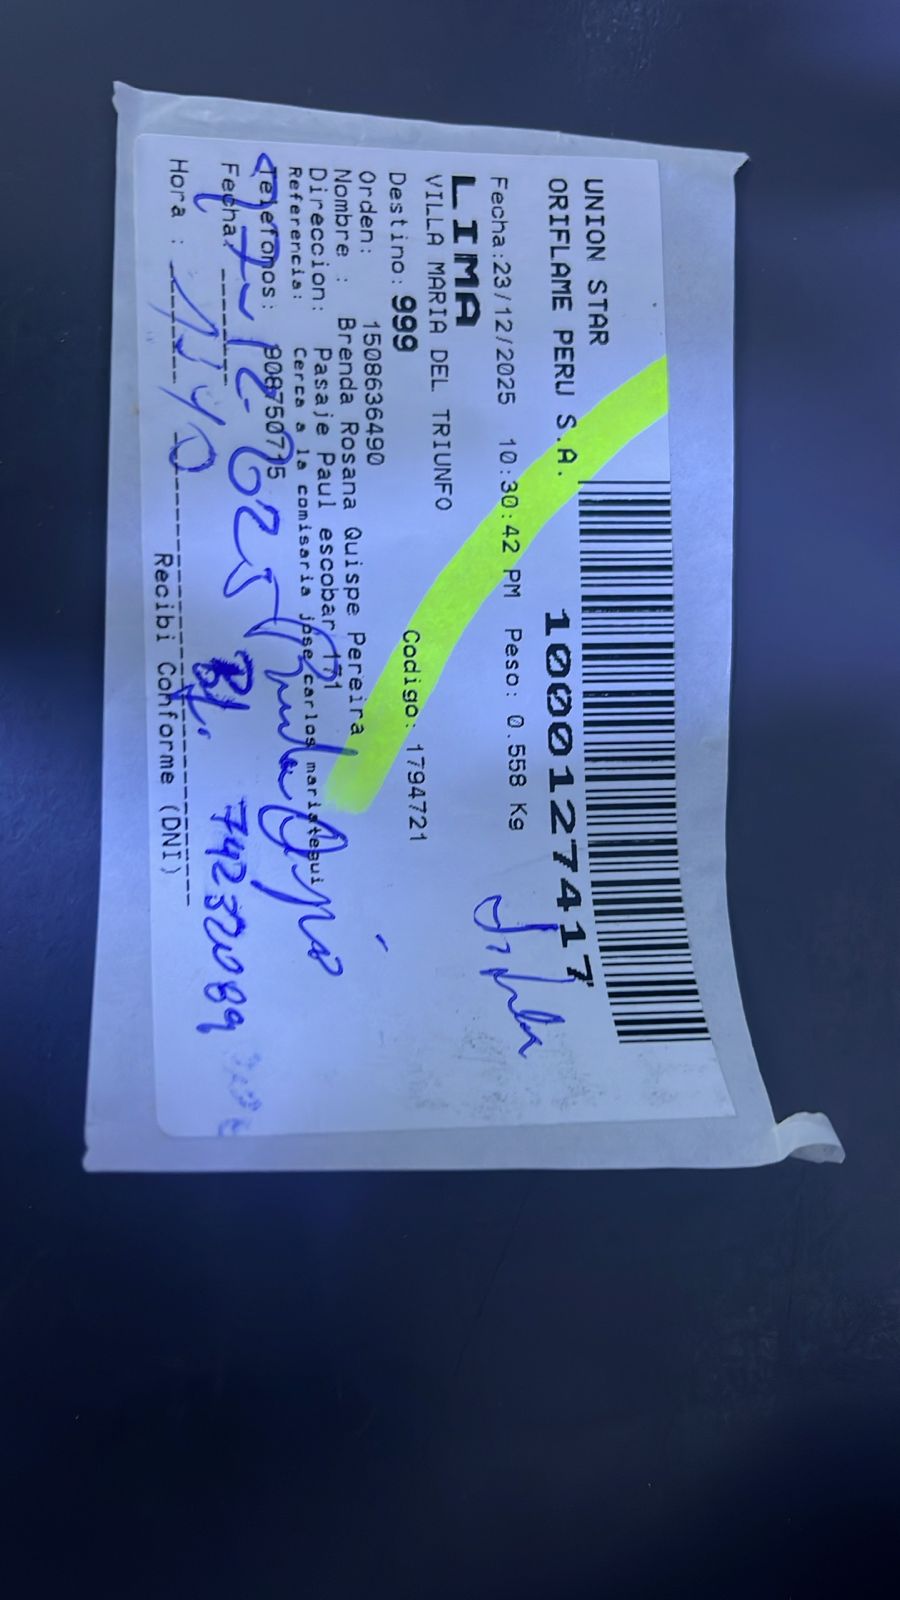 UNION STAR
ORIFLAME PERU S.A.
1000127417
Fecha:23/12/2025 10:30:42 PM Peso: 0.558 Kg
LIMA
VILLA MARIA DEL TRIUNFO
Destino: 999 Codigo: 1794721
Orden: 1508636490
Nombre : Brenda Rosana Quispe Pereira
Direccion: Pasaje Paul escobar 171
Referencia: Cerca a la comisaria jose carlos mariategui
Telefonos: 908750715
Fecha:
Hora :
Recibi Conforme (DNI)